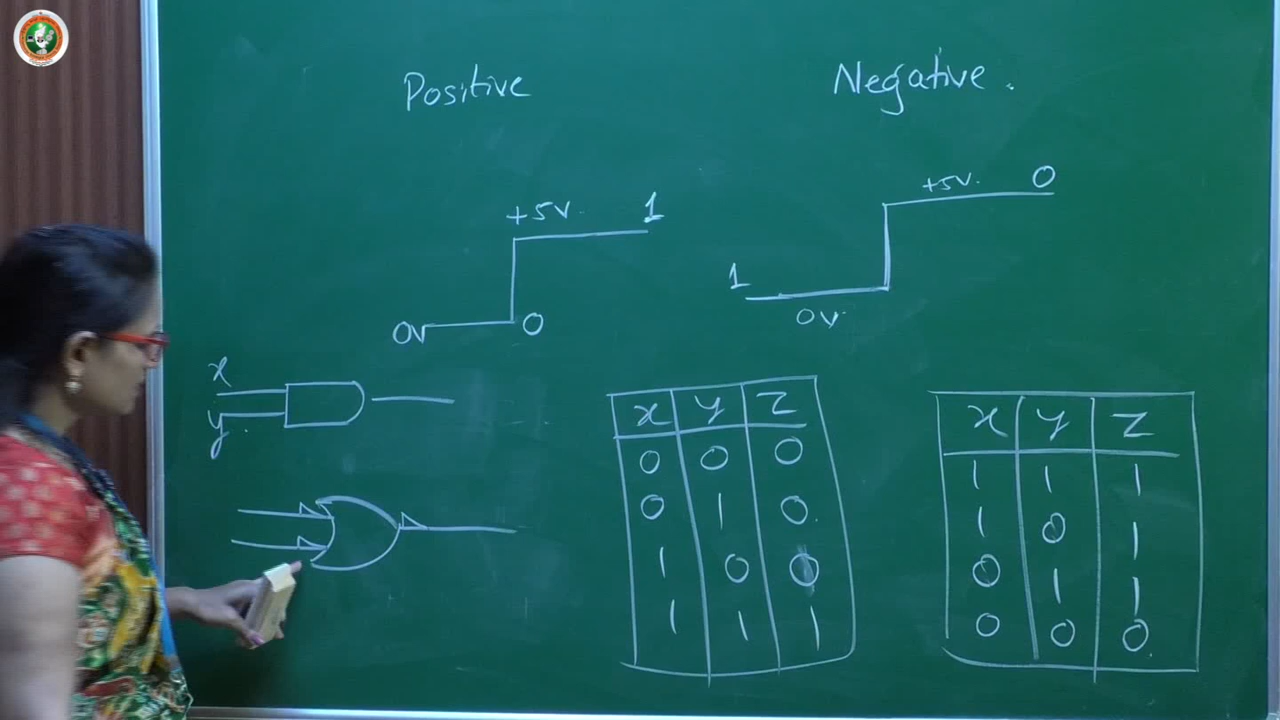 Positive
Negative.
+5V. 1
0V 0
+5V. 0
1
0V
x
y
x y z
0 0 0
0 1 0
1 0 0
1 1 1
x y z
1 1 1
1 0 1
0 1 1
0 0 0